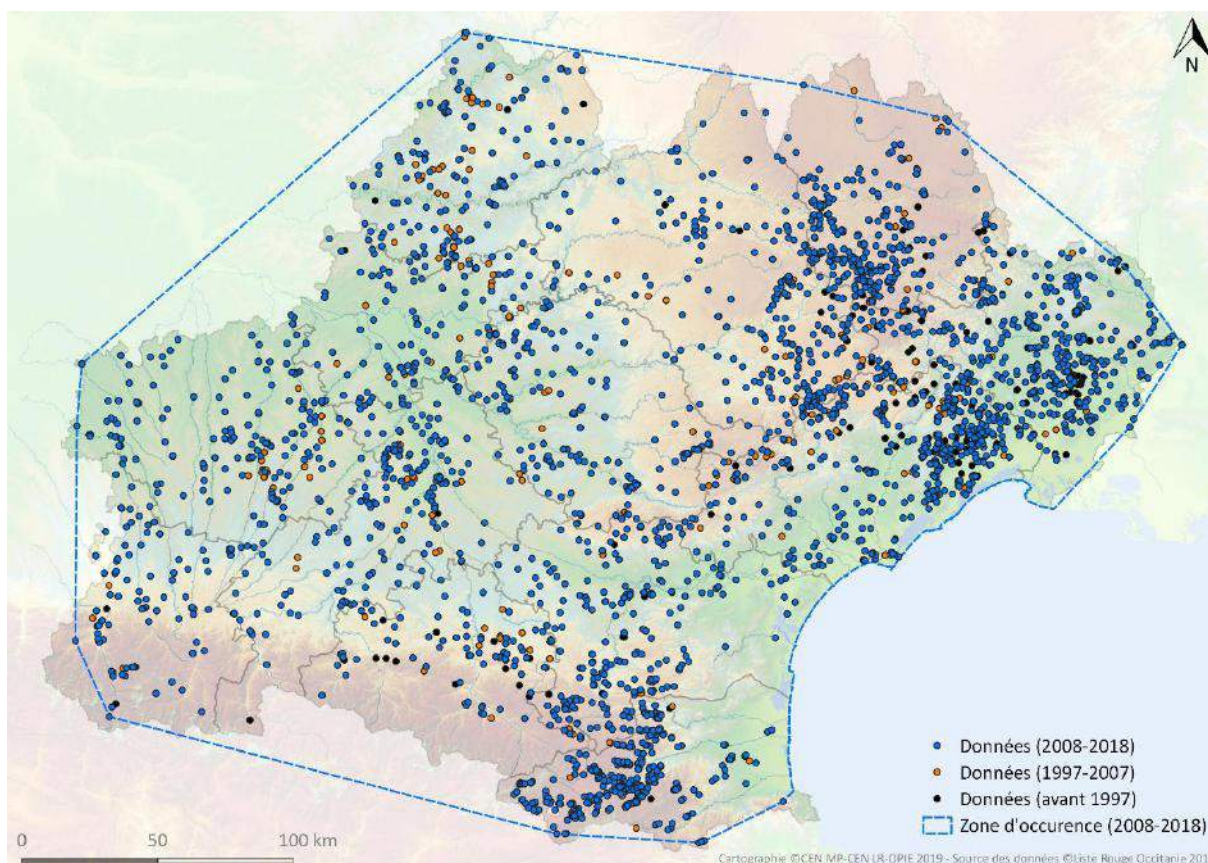 N
Données (2008-2018)
Données (1997-2007)
Données (avant 1997)
Zone d'occurence (2008-2018)
0 50 100 km
Cartographie ©CEN MP-CEN LR-OPIE 2019 - Source des données ©Liste Rouge Occitanie 201